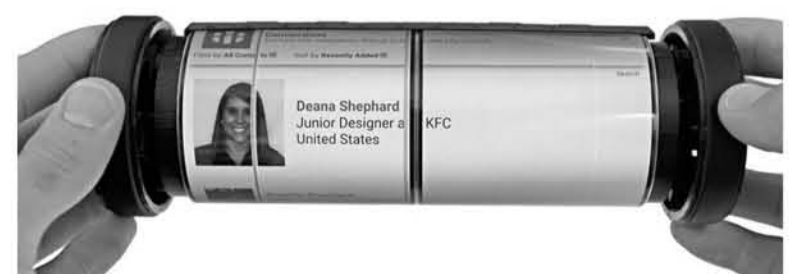 Connections
Filter by All Contacts Sort by Recently Added
Search
Deana Shephard
Junior Designer a KFC
United States